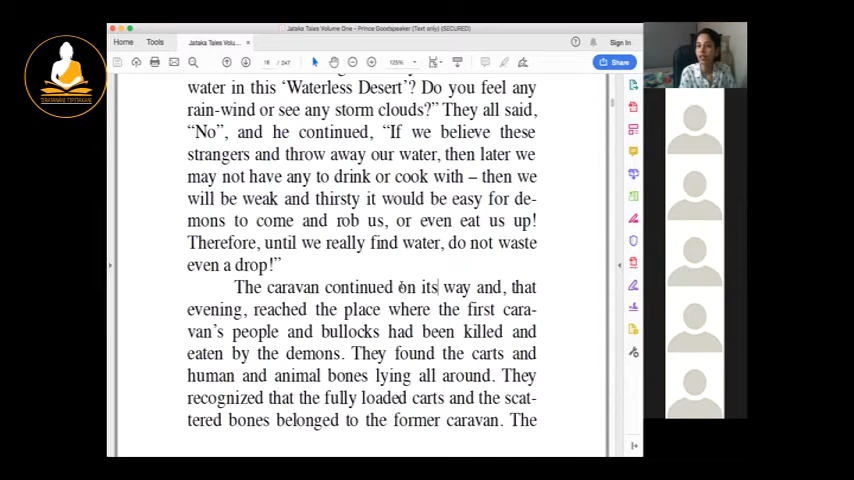 Jataka Tales Volume One - Prince Goodspeaker (Text only) (SECURED)
Home Tools Jataka Tales Volu... × Sign In
18 / 247 125% Share
water in this ‘Waterless Desert’? Do you feel any
rain-wind or see any storm clouds?” They all said,
“No”, and he continued, “If we believe these
strangers and throw away our water, then later we
may not have any to drink or cook with – then we
will be weak and thirsty it would be easy for de-
mons to come and rob us, or even eat us up!
Therefore, until we really find water, do not waste
even a drop!”
The caravan continued on its way and, that
evening, reached the place where the first cara-
van’s people and bullocks had been killed and
eaten by the demons. They found the carts and
human and animal bones lying all around. They
recognized that the fully loaded carts and the scat-
tered bones belonged to the former caravan. The